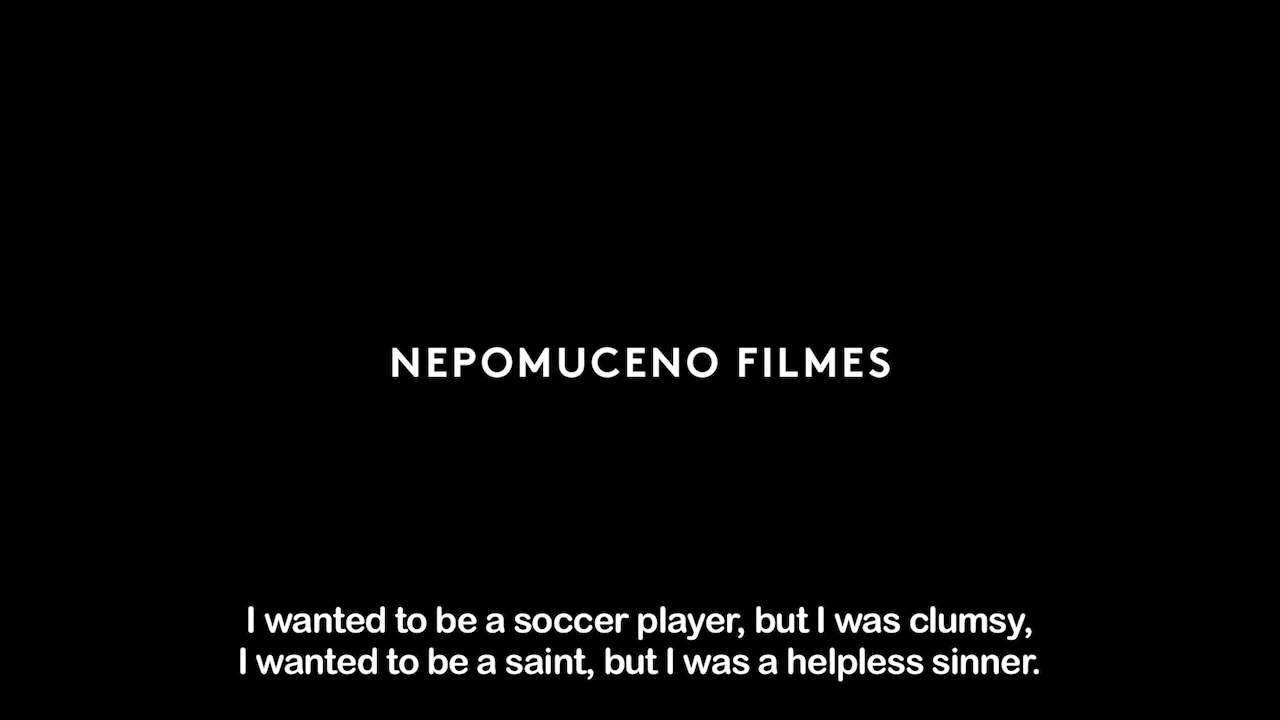 NEPOMUCENO FILMES
I wanted to be a soccer player, but I was clumsy,
I wanted to be a saint, but I was a helpless sinner.